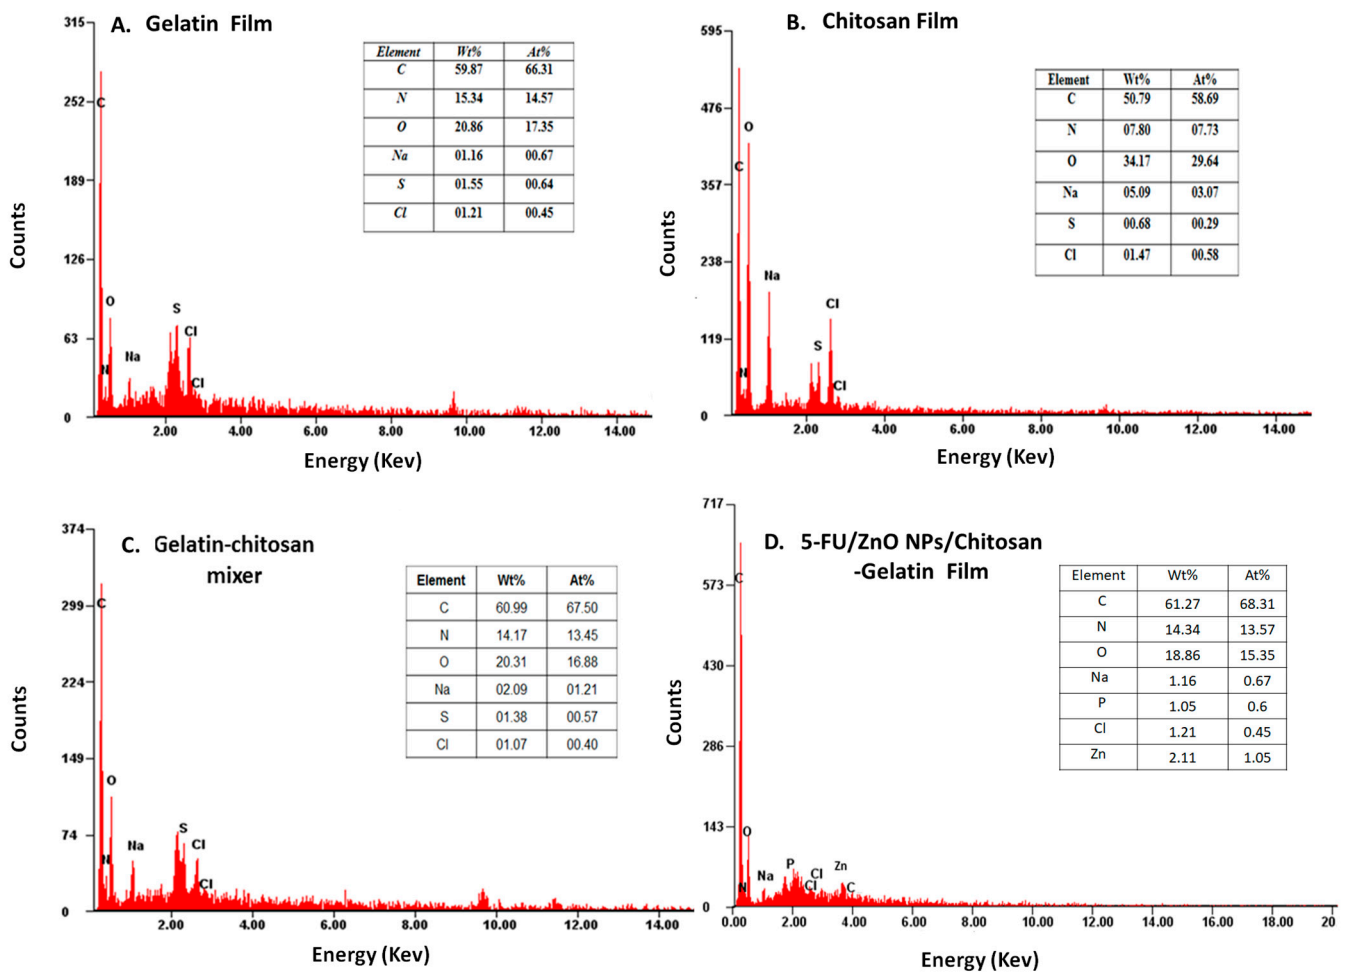 A. Gelatin Film
315
252
189
126
63
0
Counts
C
N
O
Na
S
Cl
Cl
2.00 4.00 6.00 8.00 10.00 12.00 14.00
Energy (Kev)
Element Wt% At%
C 59.87 66.31
N 15.34 14.57
O 20.86 17.35
Na 01.16 00.67
S 01.55 00.64
Cl 01.21 00.45
B. Chitosan Film
595
476
357
238
119
0
Counts
C
N
O
Na
S
Cl
Cl
2.00 4.00 6.00 8.00 10.00 12.00 14.00
Energy (Kev)
Element Wt% At%
C 50.79 58.69
N 07.80 07.73
O 34.17 29.64
Na 05.09 03.07
S 00.68 00.29
Cl 01.47 00.58
C. Gelatin-chitosan
mixer
374
299
224
149
74
0
Counts
C
N
O
Na
S
Cl
Cl
2.00 4.00 6.00 8.00 10.00 12.00 14.00
Energy (Kev)
Element Wt% At%
C 60.99 67.50
N 14.17 13.45
O 20.31 16.88
Na 02.09 01.21
S 01.38 00.57
Cl 01.07 00.40
D. 5-FU/ZnO NPs/Chitosan
-Gelatin Film
717
573
430
286
143
0
Counts
C
N
O
Na
P
Cl
Cl
Zn
C
0.00 2.00 4.00 6.00 8.00 10.00 12.00 14.00 16.00 18.00 20
Energy (Kev)
Element Wt% At%
C 61.27 68.31
N 14.34 13.57
O 18.86 15.35
Na 1.16 0.67
P 1.05 0.6
Cl 1.21 0.45
Zn 2.11 1.05